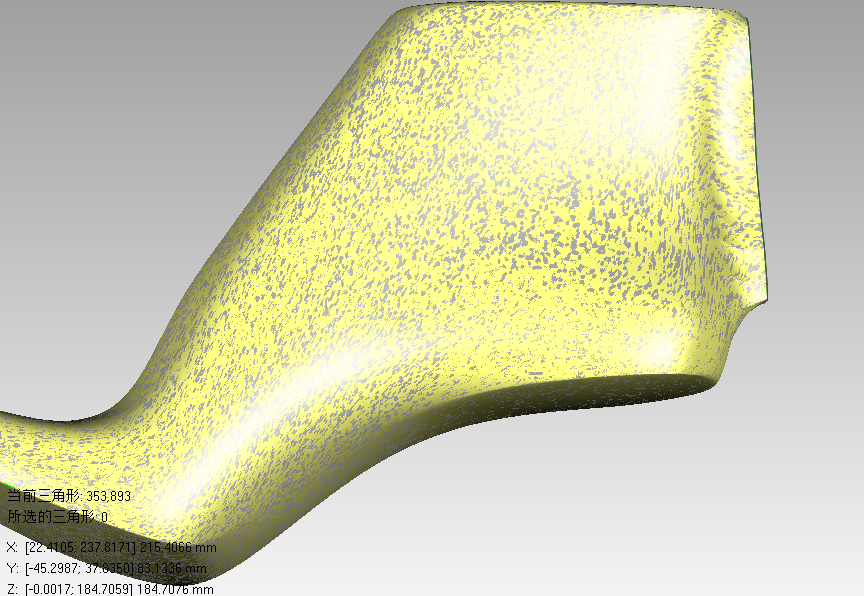 当前三角形: 353,893
所选的三角形: 0
X: [22.4105; 237.8171] 215.4066 mm
Y: [-45.2987; 37.8350] 83.1336 mm
Z: [-0.0017; 184.7059] 184.7076 mm